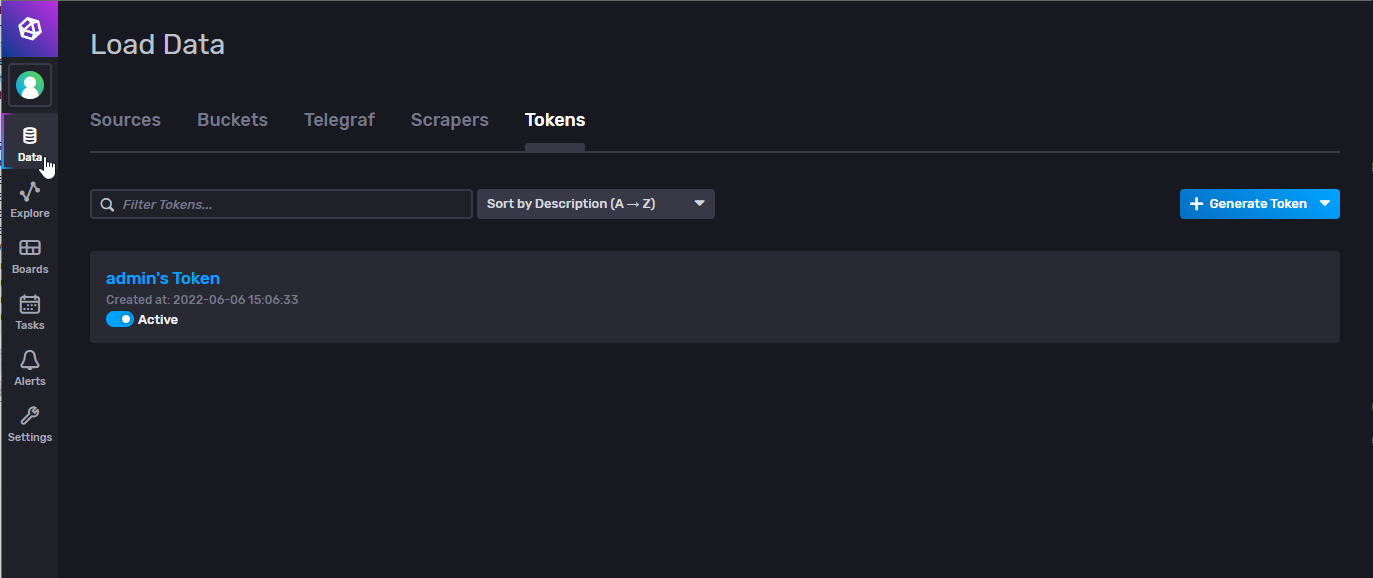 Load Data
Sources Buckets Telegraf Scrapers Tokens
Data
Explore
Boards
Tasks
Alerts
Settings
Filter Tokens...
Sort by Description (A → Z)
Generate Token
admin's Token
Created at: 2022-06-06 15:06:33
Active